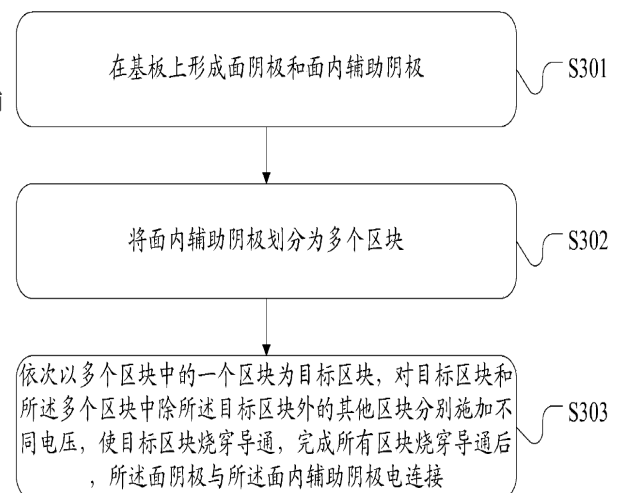 在基板上形成面阴极和面内辅助阴极
S301
将面内辅助阴极划分为多个区块
S302
依次以多个区块中的一个区块为目标区块，对目标区块和
所述多个区块中除所述目标区块外的其他区块分别施加不
同电压，使目标区块烧穿导通，完成所有区块烧穿导通后
，所述面阴极与所述面内辅助阴极电连接
S303